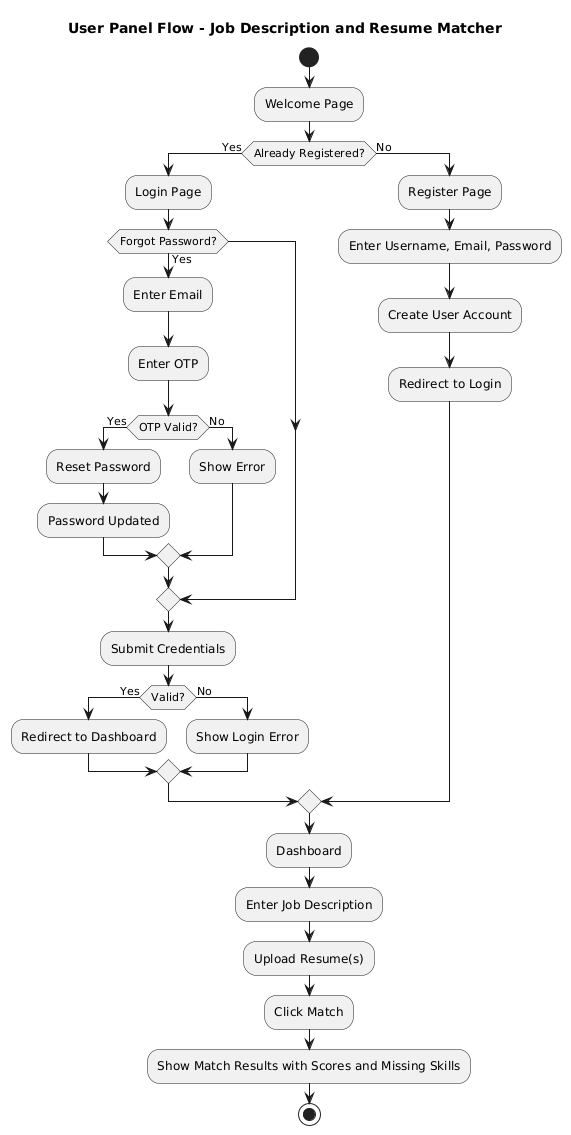 User Panel Flow - Job Description and Resume Matcher
Welcome Page
Already Registered?
Yes
No
Login Page
Forgot Password?
Yes
Enter Email
Enter OTP
OTP Valid?
Yes
No
Reset Password
Password Updated
Show Error
Submit Credentials
Valid?
Yes
No
Redirect to Dashboard
Show Login Error
Register Page
Enter Username, Email, Password
Create User Account
Redirect to Login
Dashboard
Enter Job Description
Upload Resume(s)
Click Match
Show Match Results with Scores and Missing Skills